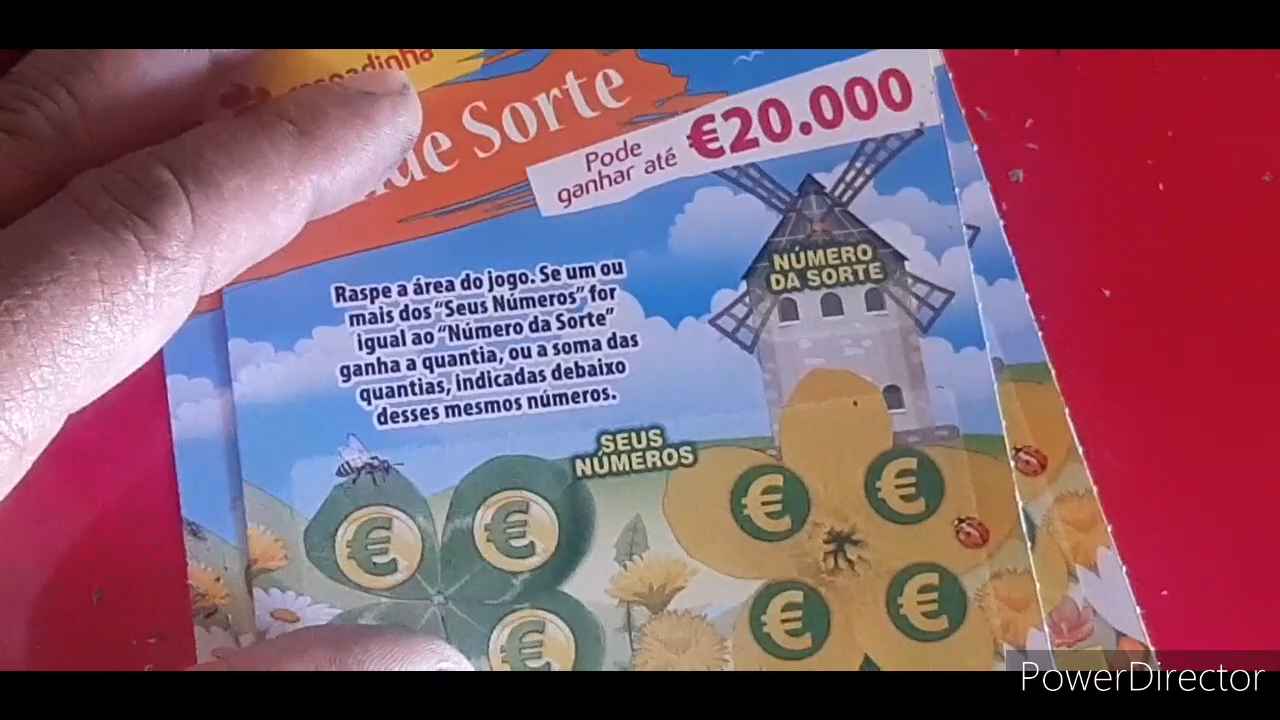 de Sorte
Pode
ganhar até
€20.000
NÚMERO
DA SORTE
Raspe a área do jogo. Se um ou
mais dos "Seus Números" for
igual ao "Número da Sorte"
ganha a quantia, ou a soma das
quantias, indicadas debaixo
desses mesmos números.
SEUS
NÚMEROS
€ €
€ €
€
€ €
PowerDirector